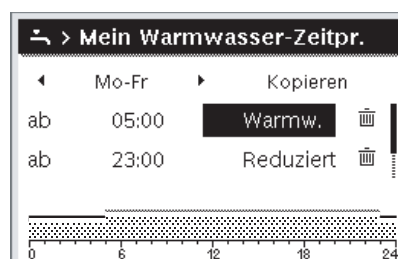 > Mein Warmwasser-Zeitpr.
Mo-Fr Kopieren
ab 05:00 Warmw.
ab 23:00 Reduziert
0 6 12 18 24